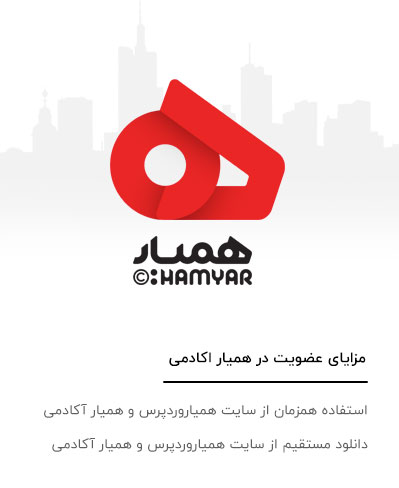 همیار
©:HAMYAR
مزایای عضویت در همیار اکادمی
استفاده همزمان از سایت همیاروردپرس و همیار آکادمی
دانلود مستقیم از سایت همیاروردپرس و همیار آکادمی